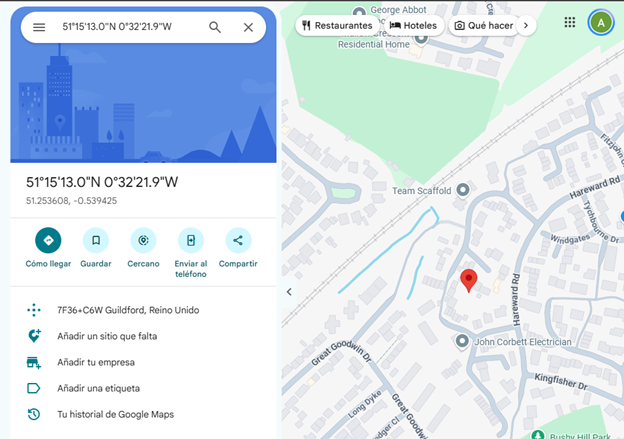 51°15'13.0"N 0°32'21.9"W
51°15'13.0"N 0°32'21.9"W
51.253608, -0.539425
Cómo llegar
Guardar
Cercano
Enviar al
teléfono
Compartir
7F36+C6W Guildford, Reino Unido
Añadir un sitio que falta
Añadir tu empresa
Añadir una etiqueta
Tu historial de Google Maps
George Abbot
Restaurantes
Hoteles
Qué hacer
A
Residential Home
Team Scaffold
Fitzjohn
Hareward Rd
Tychbourne Dr
Windgates
Hareward Rd
John Corbett Electrician
Great Goodwin Dr
Kingfisher Dr
Long Dyke
Great Goodwin
Bushy Hill Park